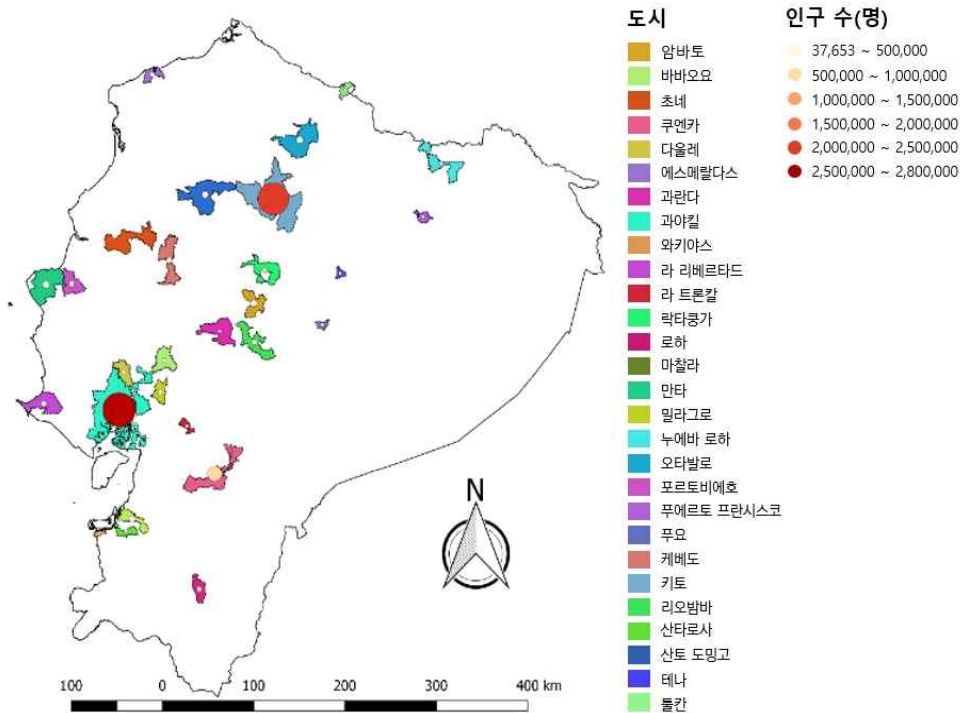 도시
암바토
바바오요
초네
쿠엔카
다울레
에스메랄다스
과란다
과야킬
와키야스
라 리베르타드
라 트론칼
락타쿵가
로하
마찰라
만타
밀라그로
누에바 로하
오타발로
포르토비에호
푸에르토 프란시스코
푸요
케베도
키토
리오밤바
산타로사
산토 도밍고
테나
툴칸
인구 수(명)
37,653 ~ 500,000
500,000 ~ 1,000,000
1,000,000 ~ 1,500,000
1,500,000 ~ 2,000,000
2,000,000 ~ 2,500,000
2,500,000 ~ 2,800,000
N
100 0 100 200 300 400 km